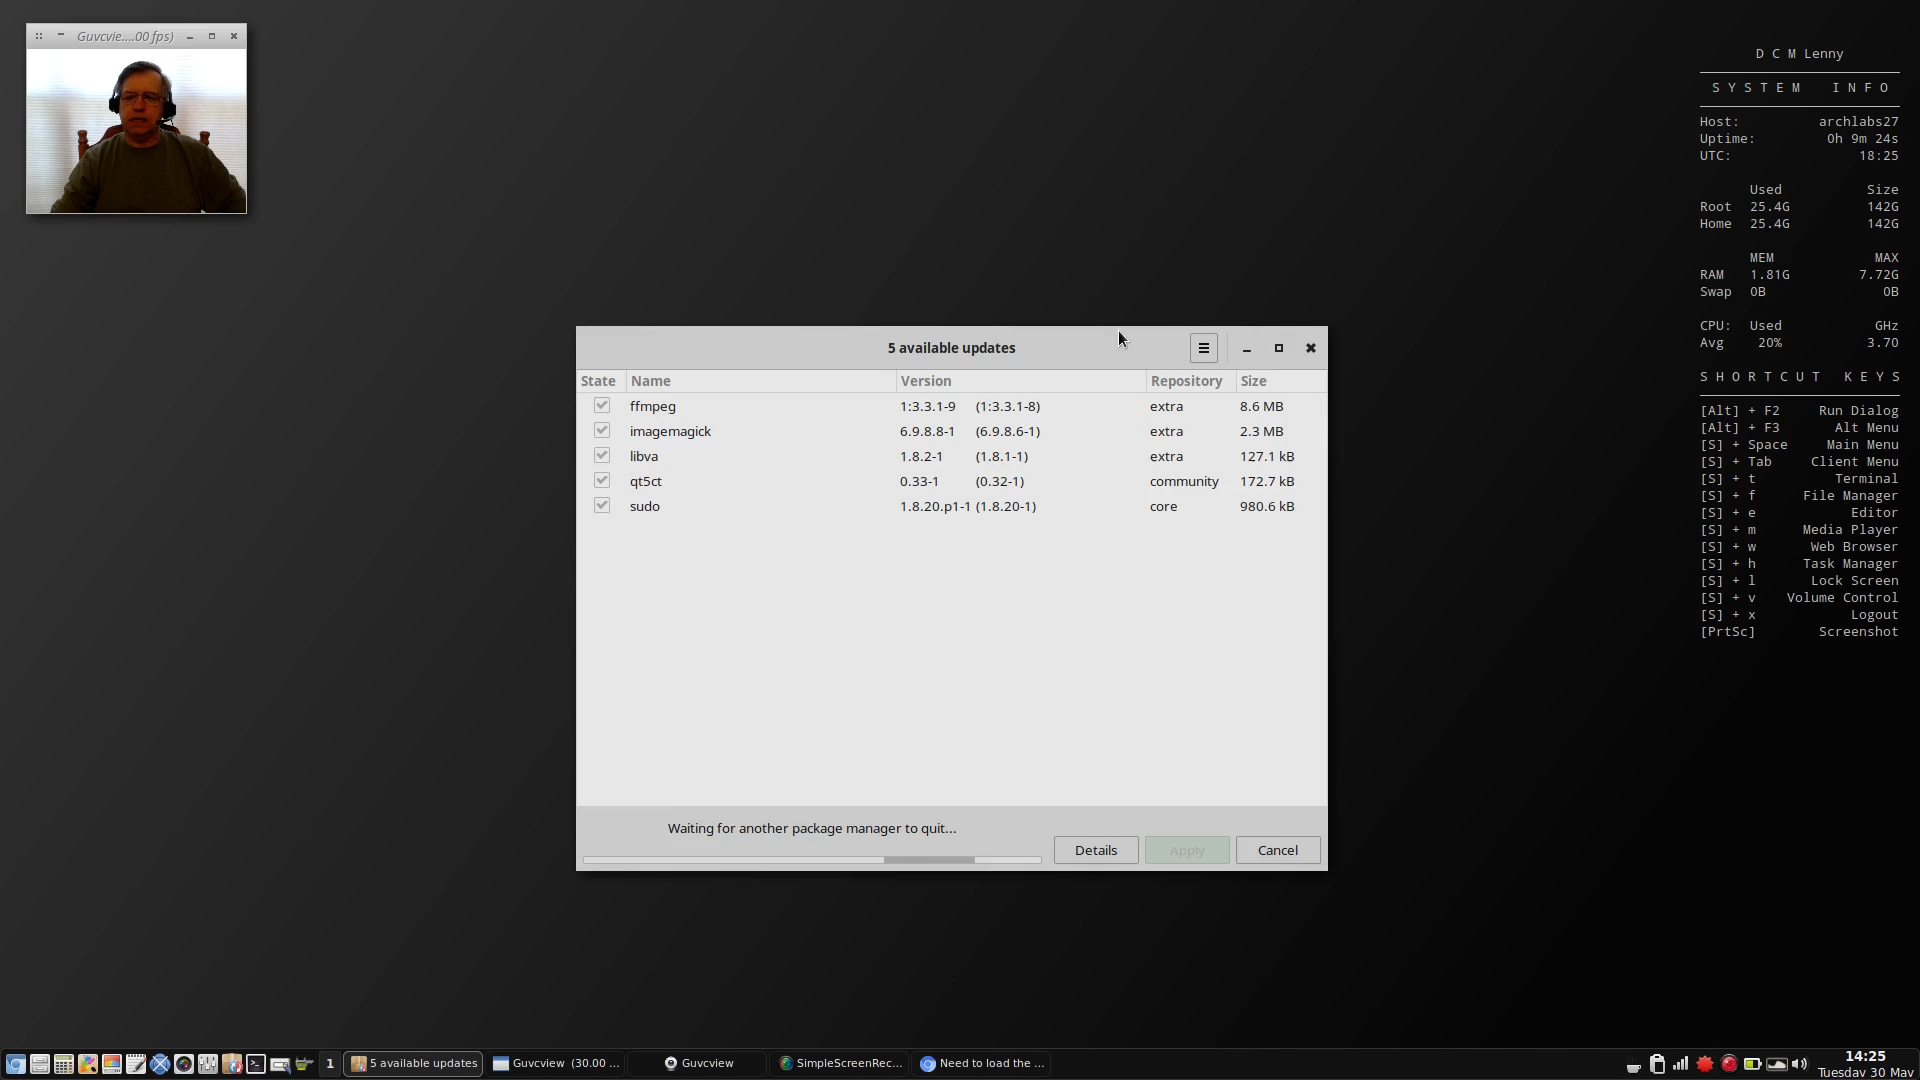 Guvcvie....00 fps)
D C M Lenny
S Y S T E M   I N F O
Host: archlabs27
Uptime: 0h 9m 24s
UTC: 18:25
Used Size
Root 25.4G 142G
Home 25.4G 142G
MEM MAX
RAM 1.81G 7.72G
Swap 0B 0B
CPU: Used GHz
Avg 20% 3.70
S H O R T C U T   K E Y S
[Alt] + F2 Run Dialog
[Alt] + F3 Alt Menu
[S] + Space Main Menu
[S] + Tab Client Menu
[S] + t Terminal
[S] + f File Manager
[S] + e Editor
[S] + m Media Player
[S] + w Web Browser
[S] + h Task Manager
[S] + l Lock Screen
[S] + v Volume Control
[S] + x Logout
[PrtSc] Screenshot
5 available updates
State Name Version Repository Size
ffmpeg 1:3.3.1-9 (1:3.3.1-8) extra 8.6 MB
imagemagick 6.9.8.8-1 (6.9.8.6-1) extra 2.3 MB
libva 1.8.2-1 (1.8.1-1) extra 127.1 kB
qt5ct 0.33-1 (0.32-1) community 172.7 kB
sudo 1.8.20.p1-1 (1.8.20-1) core 980.6 kB
Waiting for another package manager to quit...
Details Apply Cancel
1 5 available updates Guvcview (30.00 ... Guvcview SimpleScreenRec... Need to load the ...
14:25
Tuesday 30 May